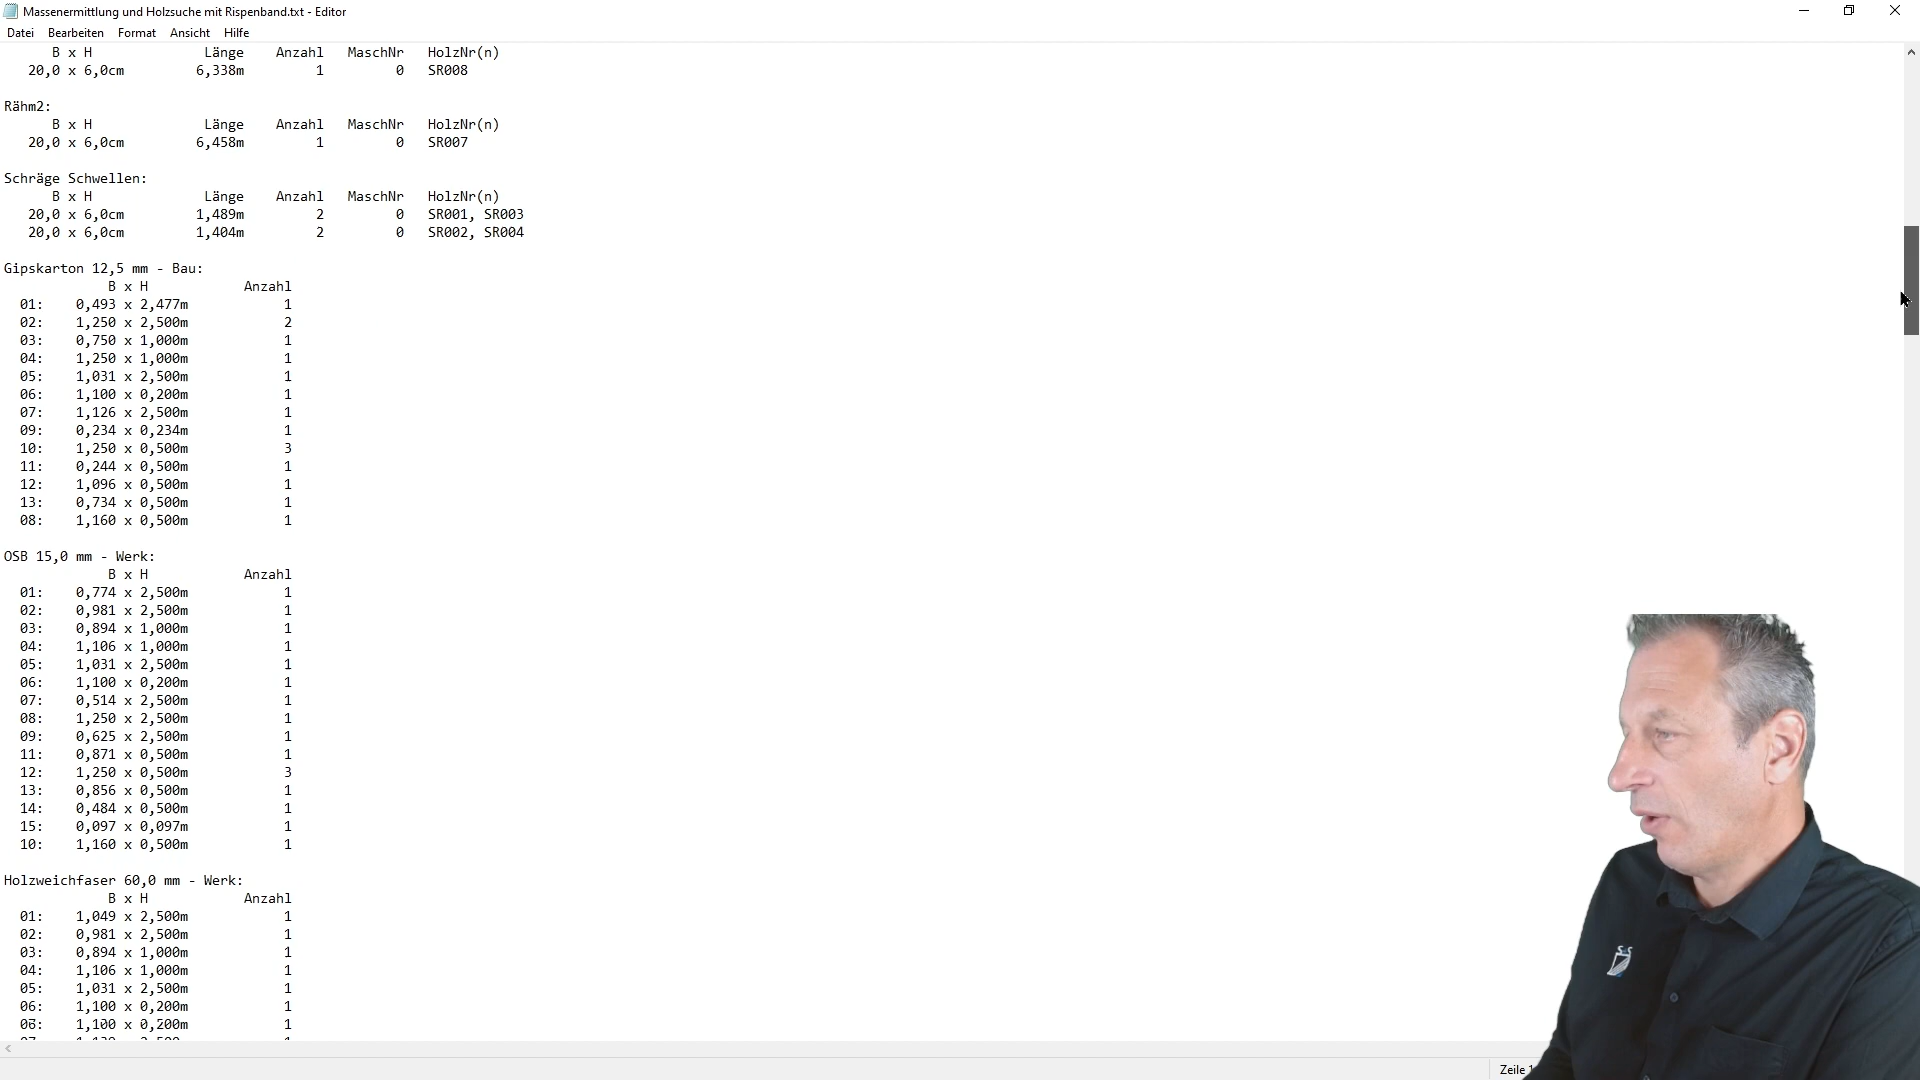 Massenermittlung und Holzsuche mit Rispenband.txt - Editor
Datei Bearbeiten Format Ansicht Hilfe
B x H Länge Anzahl MaschNr HolzNr(n)
20,0 x 6,0cm 6,338m 1 0 SR008
Rähm2:
B x H Länge Anzahl MaschNr HolzNr(n)
20,0 x 6,0cm 6,458m 1 0 SR007
Schräge Schwellen:
B x H Länge Anzahl MaschNr HolzNr(n)
20,0 x 6,0cm 1,489m 2 0 SR001, SR003
20,0 x 6,0cm 1,404m 2 0 SR002, SR004
Gipskarton 12,5 mm - Bau:
B x H Anzahl
01: 0,493 x 2,477m 1
02: 1,250 x 2,500m 2
03: 0,750 x 1,000m 1
04: 1,250 x 1,000m 1
05: 1,031 x 2,500m 1
06: 1,100 x 0,200m 1
07: 1,126 x 2,500m 1
09: 0,234 x 0,234m 1
10: 1,250 x 0,500m 3
11: 0,244 x 0,500m 1
12: 1,096 x 0,500m 1
13: 0,734 x 0,500m 1
08: 1,160 x 0,500m 1
OSB 15,0 mm - Werk:
B x H Anzahl
01: 0,774 x 2,500m 1
02: 0,981 x 2,500m 1
03: 0,894 x 1,000m 1
04: 1,106 x 1,000m 1
05: 1,031 x 2,500m 1
06: 1,100 x 0,200m 1
07: 0,514 x 2,500m 1
08: 1,250 x 2,500m 1
09: 0,625 x 2,500m 1
11: 0,871 x 0,500m 1
12: 1,250 x 0,500m 3
13: 0,856 x 0,500m 1
14: 0,484 x 0,500m 1
15: 0,097 x 0,097m 1
10: 1,160 x 0,500m 1
Holzweichfaser 60,0 mm - Werk:
B x H Anzahl
01: 1,049 x 2,500m 1
02: 0,981 x 2,500m 1
03: 0,894 x 1,000m 1
04: 1,106 x 1,000m 1
05: 1,031 x 2,500m 1
06: 1,100 x 0,200m 1
06: 1,100 x 0,200m 1
Zeile 1